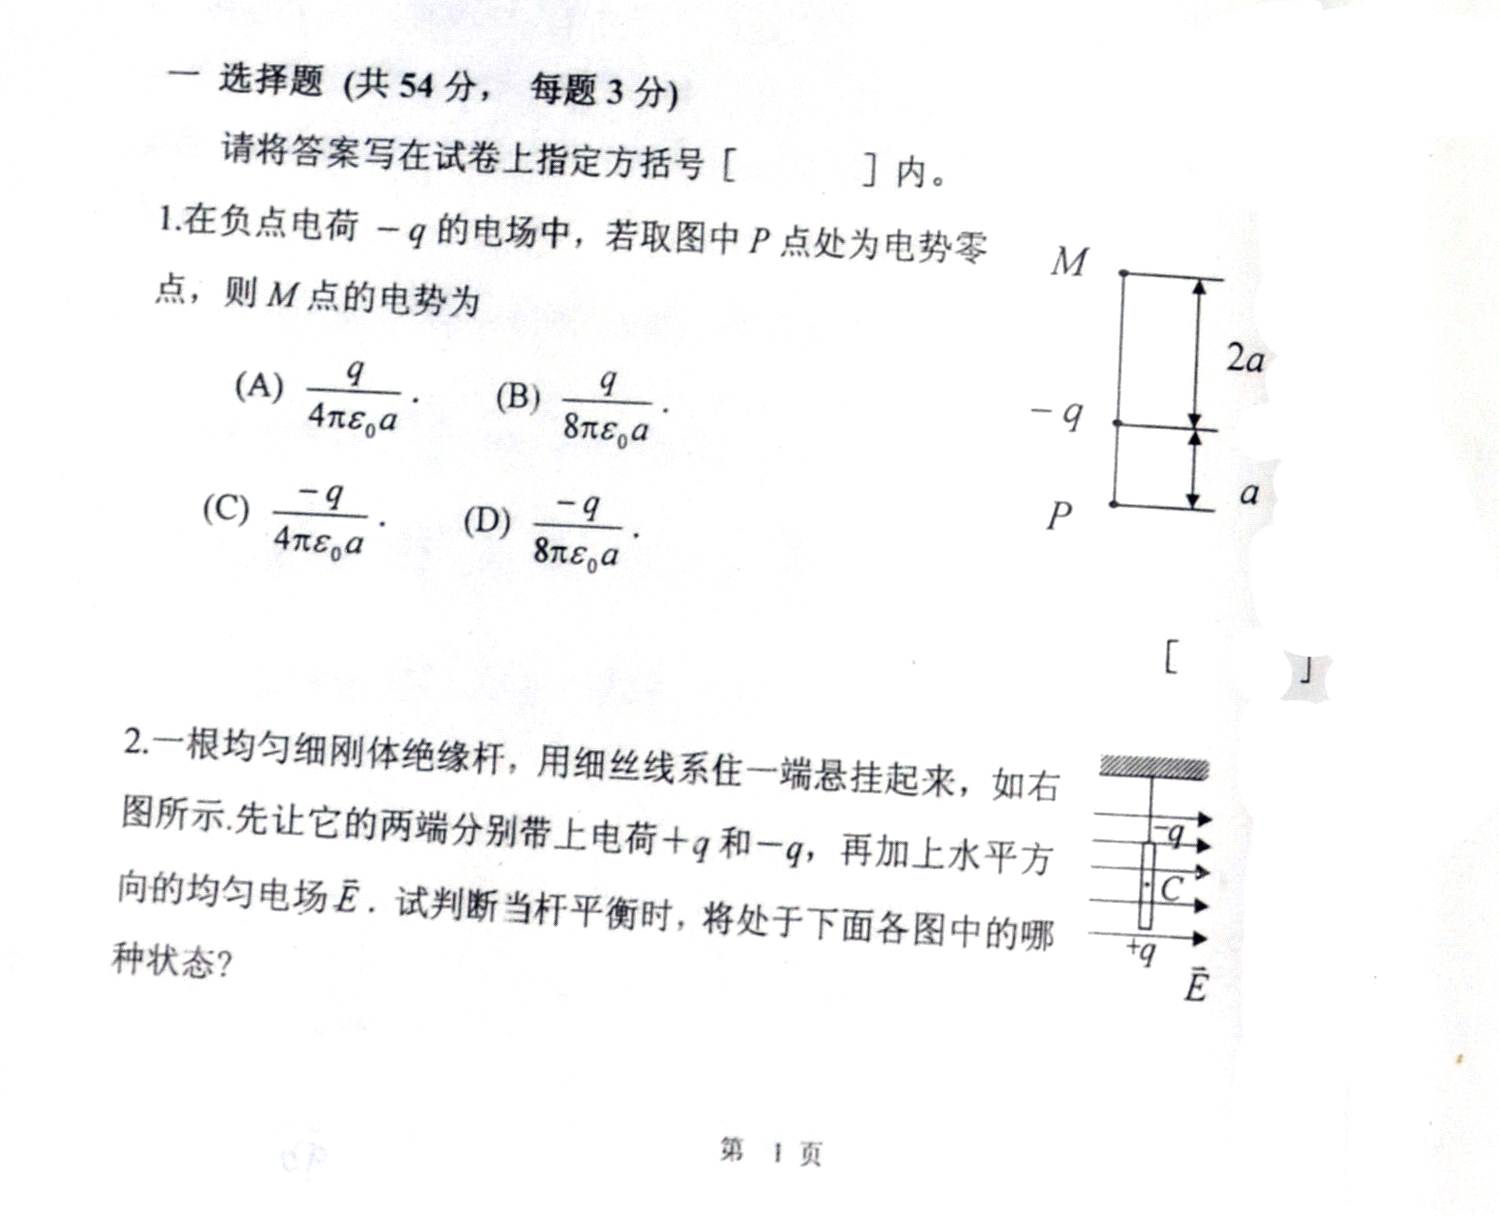 一 选择题 (共 54 分, 每题 3 分)
请将答案写在试卷上指定方括号 [ ] 内。
1.在负点电荷 －q 的电场中，若取图中 P 点处为电势零
点，则 M 点的电势为
(A) q/(4πε₀a) . (B) q/(8πε₀a) .
(C) －q/(4πε₀a) . (D) －q/(8πε₀a) .
M
2a
－q
a
P
[ ]
2.一根均匀细刚体绝缘杆，用细丝线系住一端悬挂起来，如右
图所示.先让它的两端分别带上电荷＋q 和－q，再加上水平方
向的均匀电场 E⃗ . 试判断当杆平衡时，将处于下面各图中的哪
种状态?
－q
C
+q
E⃗
第 1 页